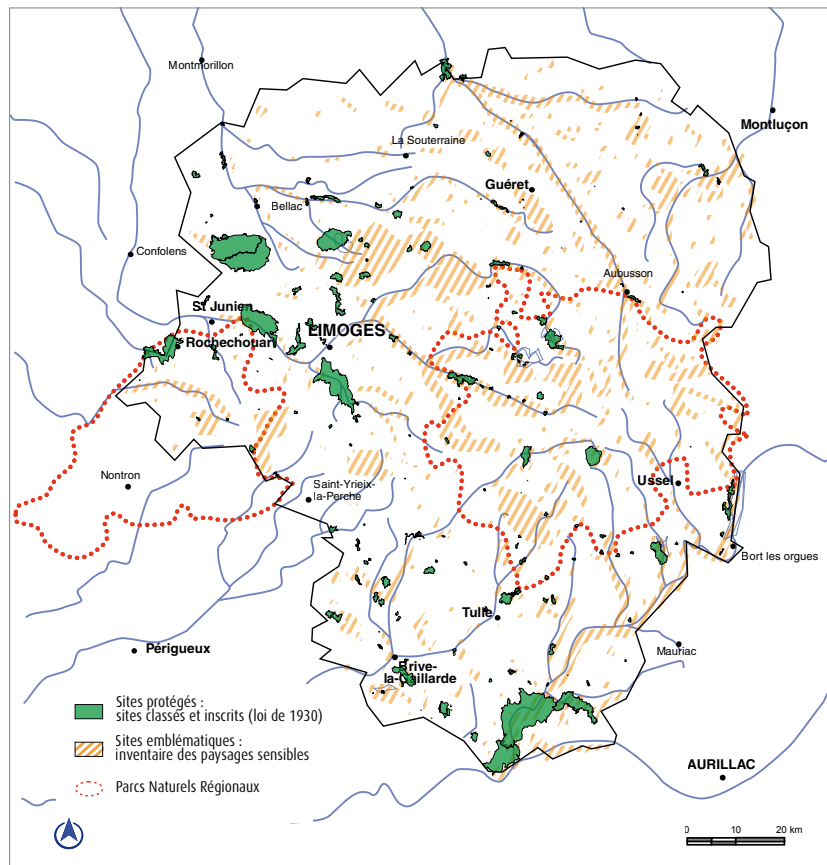 Montmorillon
Montluçon
La Souterraine
Guéret
Bellac
Confolens
Aubusson
St Junien
LIMOGES
Rochechouart
Nontron
Saint-Yrieix-
la-Perche
Ussel
Bort les orgues
Tulle
Périgueux
Mauriac
Brive-
la-Gaillarde
Sites protégés :
sites classés et inscrits (loi de 1930)
Sites emblématiques :
inventaire des paysages sensibles
Parcs Naturels Régionaux
AURILLAC
0 10 20 km